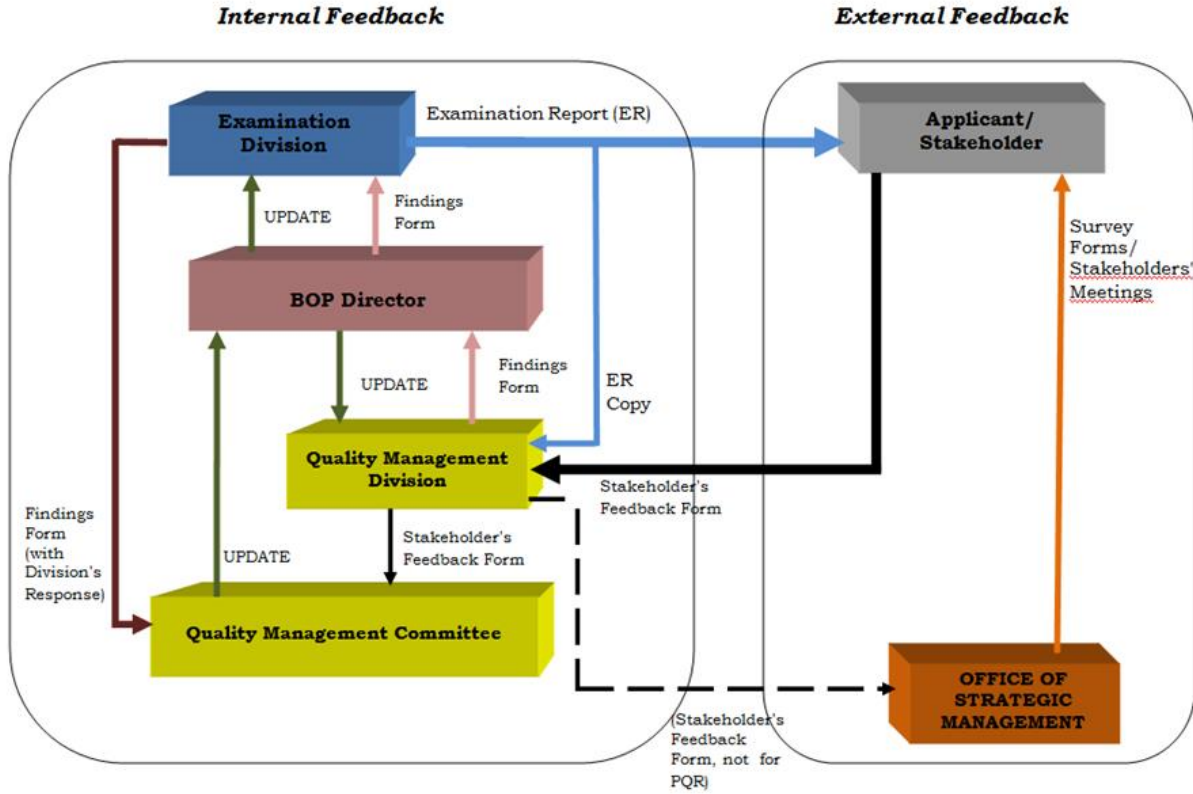 Internal Feedback
External Feedback
Examination
Division
Examination Report (ER)
Applicant/
Stakeholder
UPDATE
Findings
Form
Survey
Forms/
Stakeholders'
Meetings
BOP Director
UPDATE
Findings
Form
ER
Copy
Quality Management
Division
Stakeholder's
Feedback Form
Findings
Form
(with
Division's
Response)
UPDATE
Stakeholder's
Feedback Form
Quality Management Committee
OFFICE OF
STRATEGIC
MANAGEMENT
(Stakeholder's
Feedback
Form, not for
PQR)